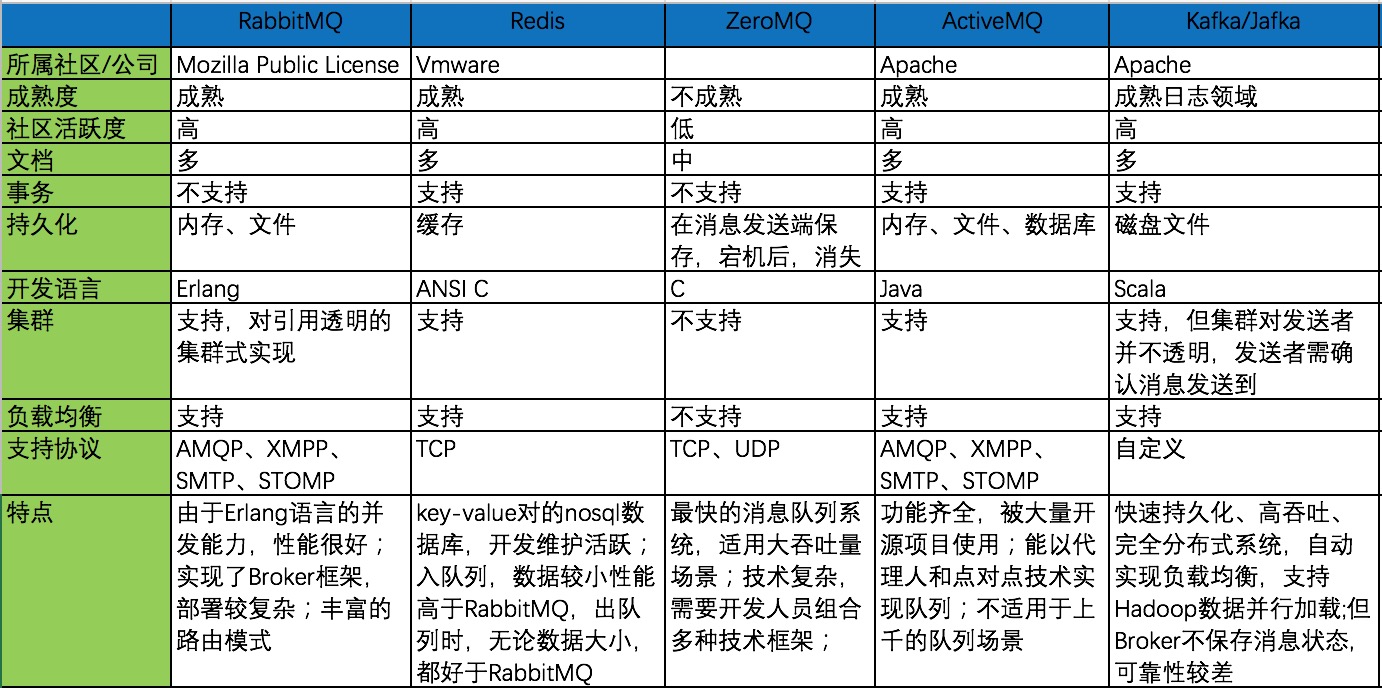 RabbitMQ Redis ZeroMQ ActiveMQ Kafka/Jafka
所属社区/公司 Mozilla Public License Vmware Apache Apache
成熟度 成熟 成熟 不成熟 成熟 成熟日志领域
社区活跃度 高 高 低 高 高
文档 多 多 中 多 多
事务 不支持 支持 不支持 支持 支持
持久化 内存、文件 缓存 在消息发送端保 内存、文件、数据库 磁盘文件
存，宕机后，消失
开发语言 Erlang ANSI C C Java Scala
集群 支持，对引用透明的 支持 不支持 支持 支持，但集群对发送者
集群式实现 并不透明，发送者需确
认消息发送到
负载均衡 支持 支持 不支持 支持 支持
支持协议 AMQP、XMPP、 TCP TCP、UDP AMQP、XMPP、 自定义
SMTP、STOMP SMTP、STOMP
特点 由于Erlang语言的并 key-value对的nosql数 最快的消息队列系 功能齐全，被大量开 快速持久化、高吞吐、
发能力，性能很好； 据库，开发维护活跃； 统，适用大吞吐量 源项目使用；能以代 完全分布式系统，自动
实现了Broker框架， 入队列，数据较小性能 场景；技术复杂， 理人和点对点技术实 实现负载均衡，支持
部署较复杂；丰富的 高于RabbitMQ，出队 需要开发人员组合 现队列；不适用于上 Hadoop数据并行加载;但
路由模式 列时，无论数据大小， 多种技术框架； 千的队列场景 Broker不保存消息状态，
都好于RabbitMQ 可靠性较差